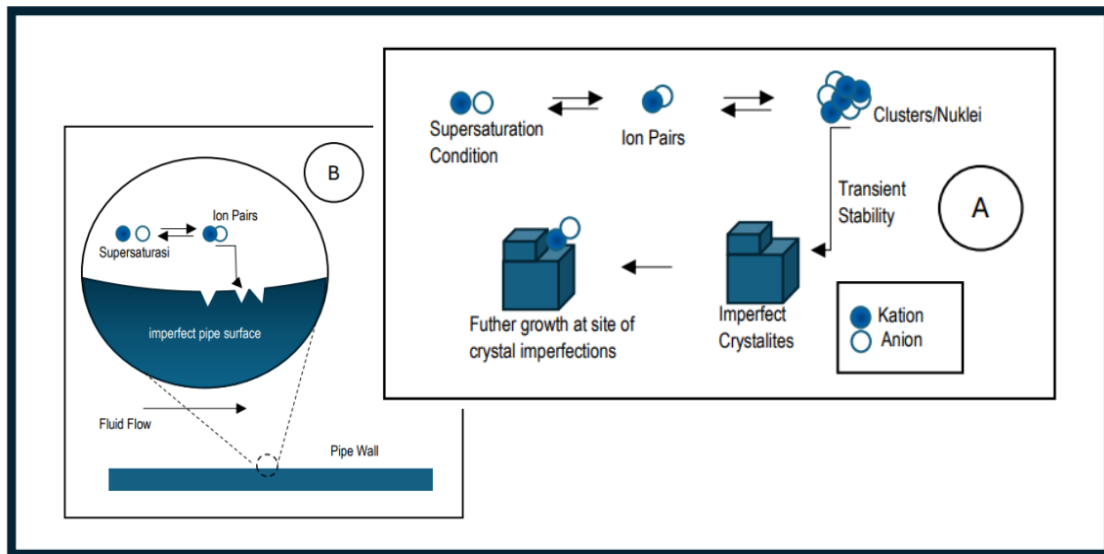 Supersaturation
Condition
Ion Pairs
Clusters/Nuklei
Transient
Stability
A
Futher growth at site of
crystal imperfections
Imperfect
Crystalites
Kation
Anion
B
Ion Pairs
Supersaturasi
imperfect pipe surface
Fluid Flow
Pipe Wall